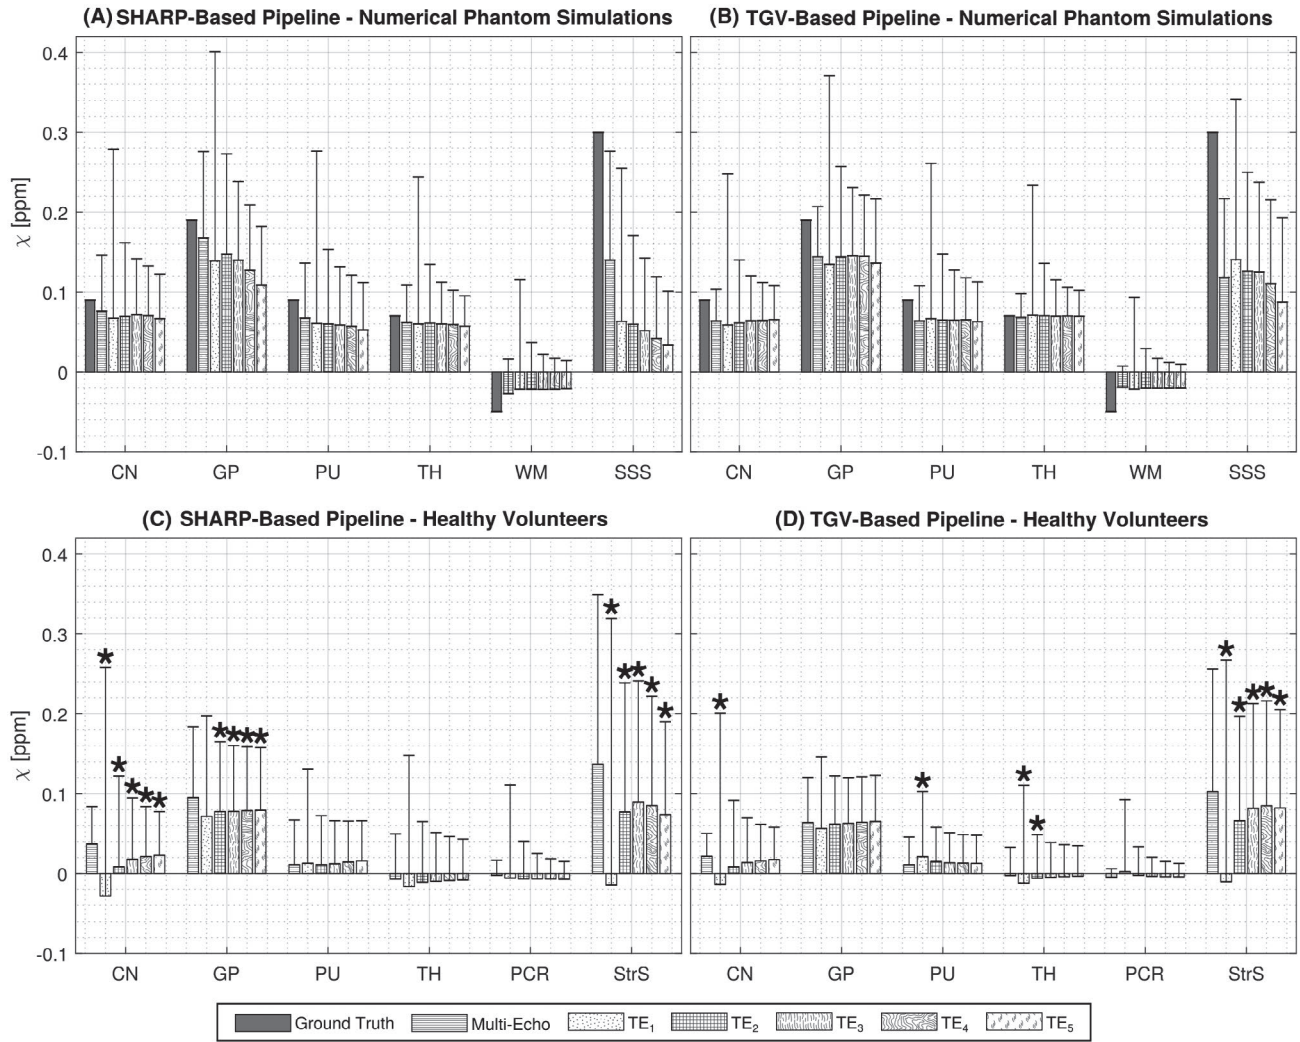 (A) SHARP-Based Pipeline - Numerical Phantom Simulations
(B) TGV-Based Pipeline - Numerical Phantom Simulations
χ [ppm]
0.4
0.3
0.2
0.1
0
-0.1
CN GP PU TH WM SSS
CN GP PU TH WM SSS
(C) SHARP-Based Pipeline - Healthy Volunteers
(D) TGV-Based Pipeline - Healthy Volunteers
χ [ppm]
0.4
0.3
0.2
0.1
0
-0.1
CN GP PU TH PCR StrS
CN GP PU TH PCR StrS
Ground Truth Multi-Echo TE₁ TE₂ TE₃ TE₄ TE₅